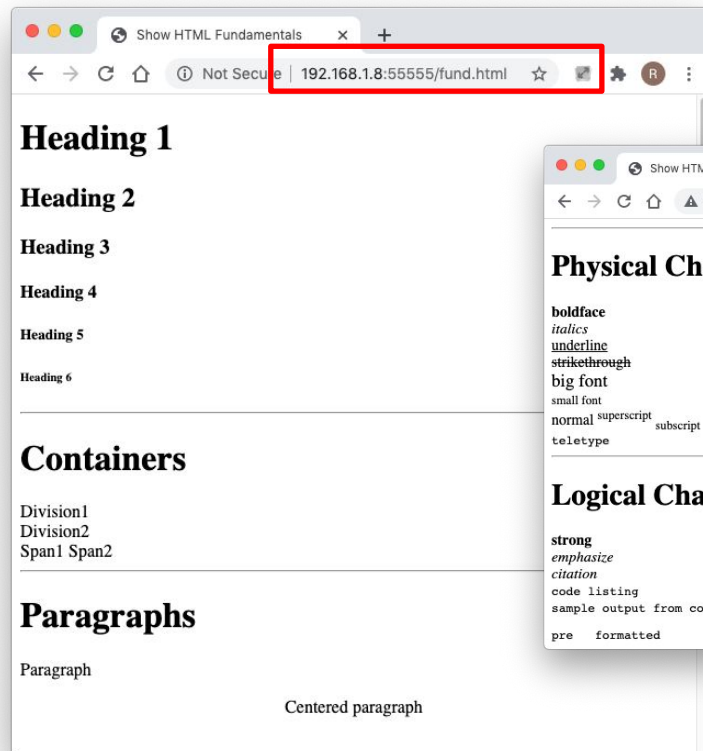 Show HTML Fundamentals
Not Secure | 192.168.1.8:55555/fund.html
R
Heading 1
Heading 2
Heading 3
Heading 4
Heading 5
Heading 6
Containers
Division1
Division2
Span1 Span2
Paragraphs
Paragraph
Centered paragraph
Show HTM
Physical Ch
boldface
italics
underline
strikethrough
big font
small font
normal superscript subscript
teletype
Logical Cha
strong
emphasize
citation
code listing
sample output from co
pre formatted